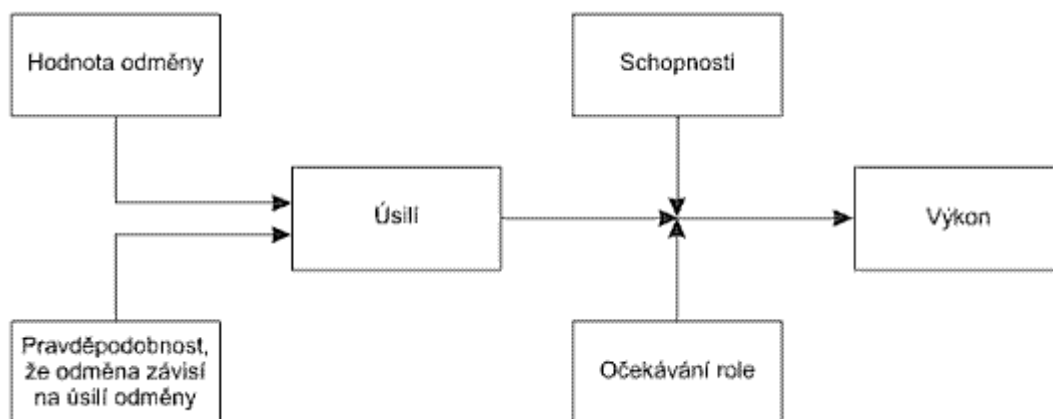 Hodnota odměny
Schopnosti
Úsilí
Výkon
Pravděpodobnost,
že odměna závisí
na úsilí odměny
Očekávání role